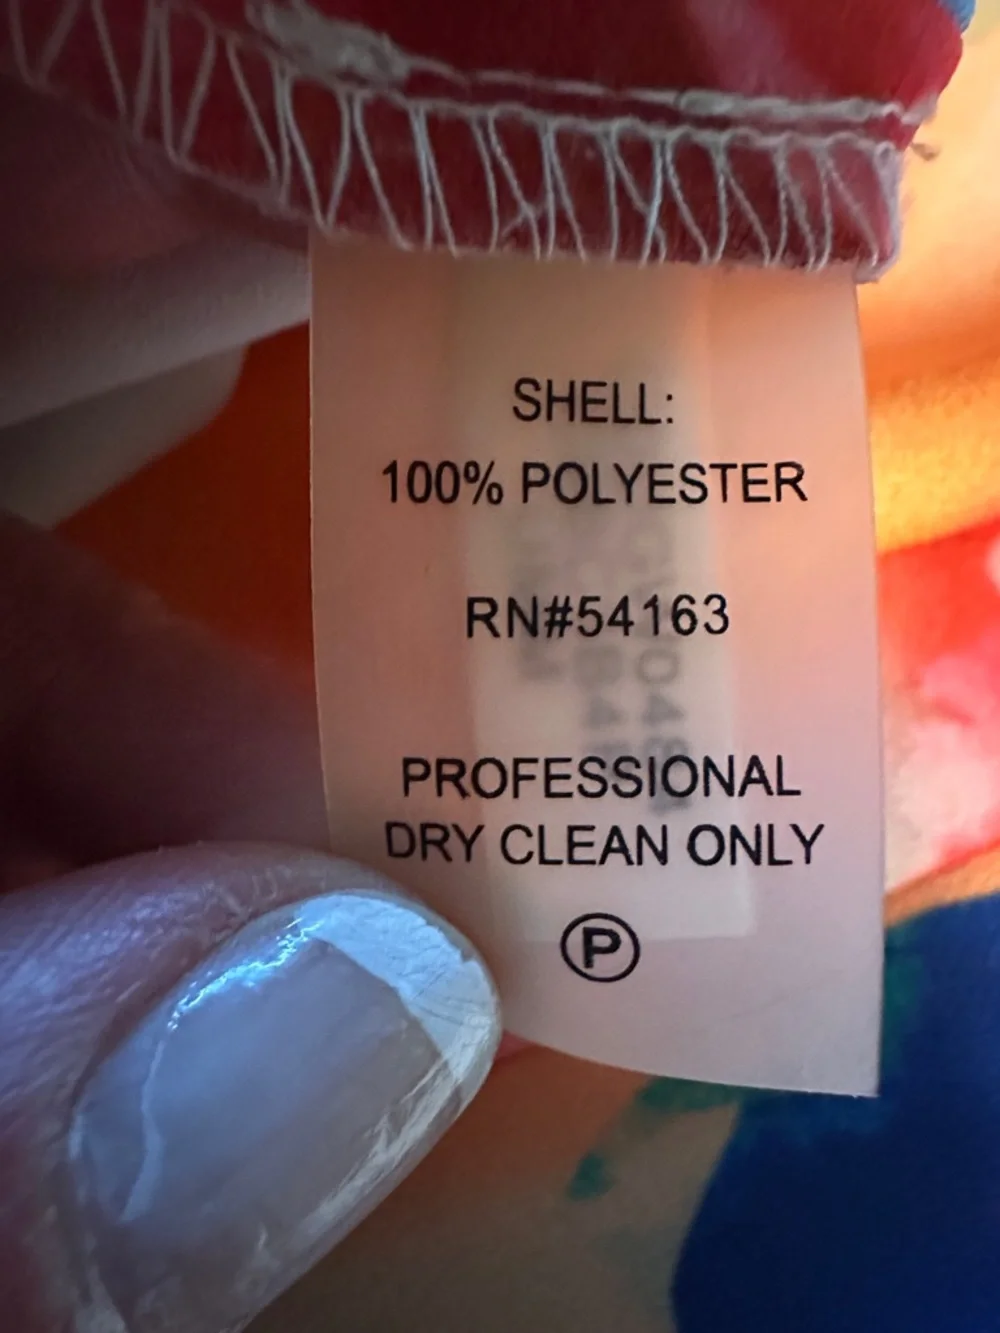 SHELL:
100% POLYESTER
RN#54163
PROFESSIONAL
DRY CLEAN ONLY
P